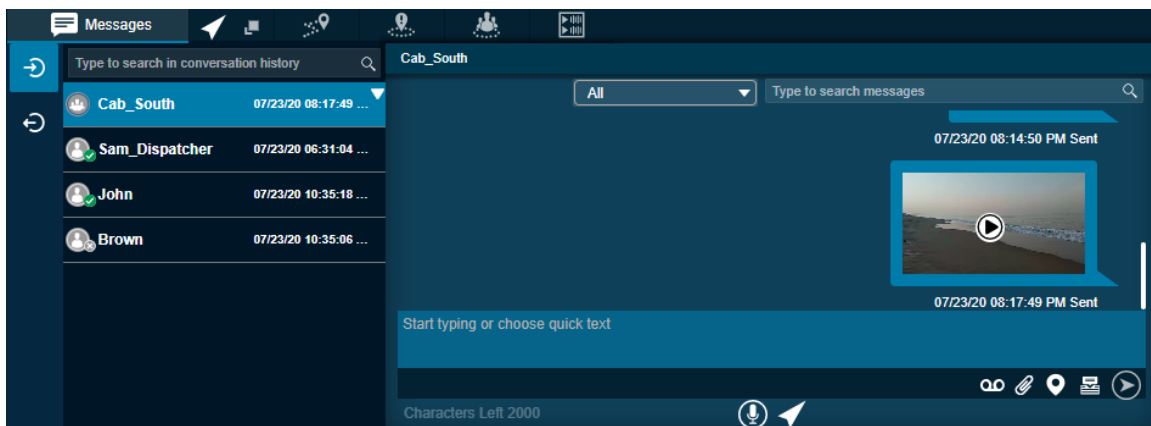 Messages
Type to search in conversation history
Cab_South
07/23/20 08:17:49 ...
Sam_Dispatcher
07/23/20 06:31:04 ...
John
07/23/20 10:35:18 ...
Brown
07/23/20 10:35:06 ...
Cab_South
All
Type to search messages
07/23/20 08:14:50 PM Sent
07/23/20 08:17:49 PM Sent
Start typing or choose quick text
Characters Left 2000